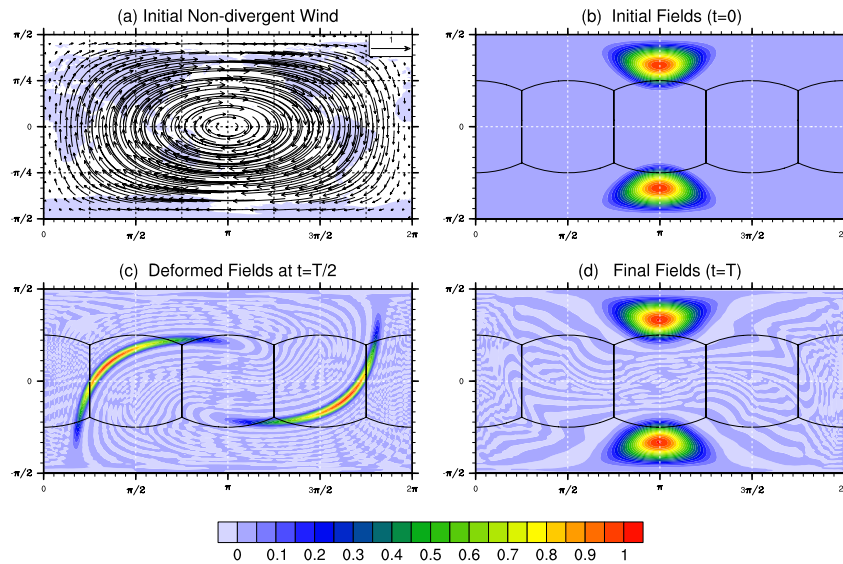 (a) Initial Non-divergent Wind
(b) Initial Fields (t=0)
1
π/2
π/4
0
-π/4
-π/2
0 π/2 π 3π/2 2π
π/2
0
-π/2
0 π/2 π 3π/2
(c) Deformed Fields at t=T/2
(d) Final Fields (t=T)
π/2
0
-π/2
0 π/2 π 3π/2 2π
π/2
0
-π/2
0 π/2 π 3π/2
0 0.1 0.2 0.3 0.4 0.5 0.6 0.7 0.8 0.9 1